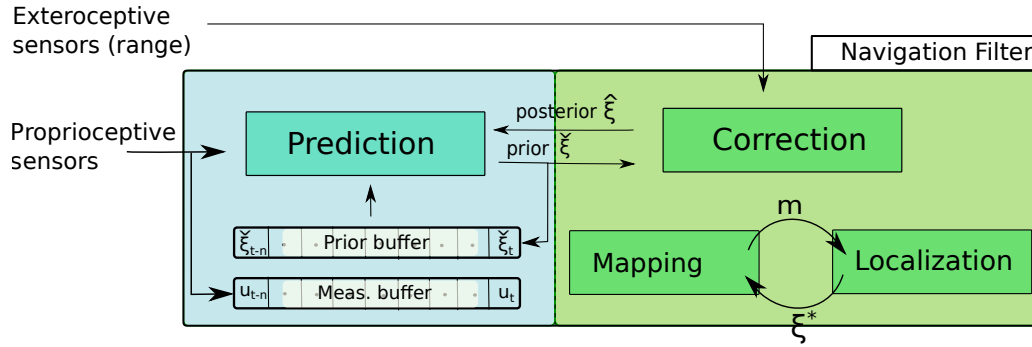 Exteroceptive
sensors (range)
Navigation Filter
posterior ξ̂
Proprioceptive
sensors
Prediction
Correction
prior ξ̌
m
ξ̌t-n Prior buffer ξ̌t
Mapping
Localization
ut-n Meas. buffer ut
ξ*